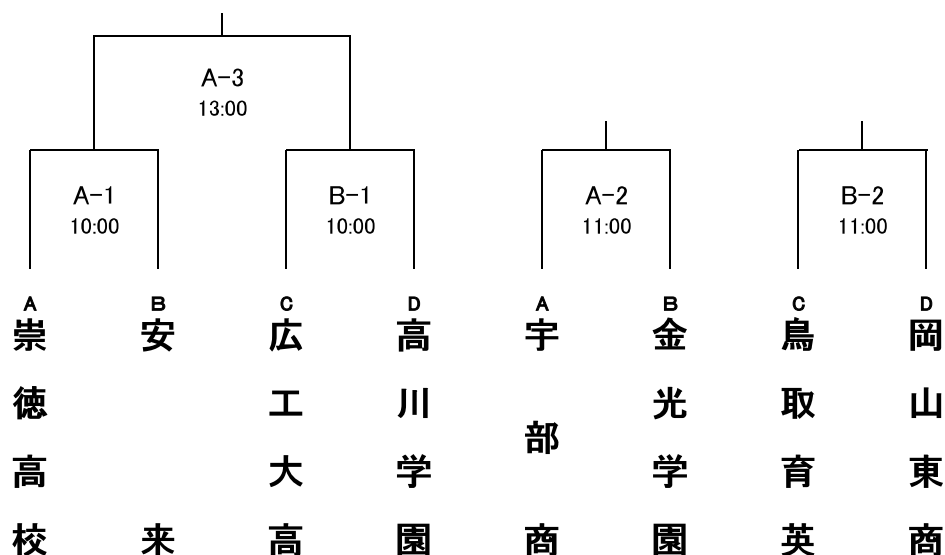 A-3
13:00
A-1
10:00
B-1
10:00
A-2
11:00
B-2
11:00
A
崇徳高校
B
安来
C
広工大高
D
高川学園
A
宇部商
B
金光学園
C
鳥取育英
D
岡山東商